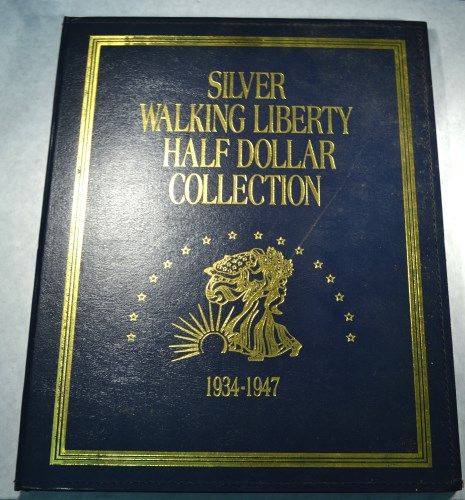 SILVER
WALKING LIBERTY
HALF DOLLAR
COLLECTION
1934-1947